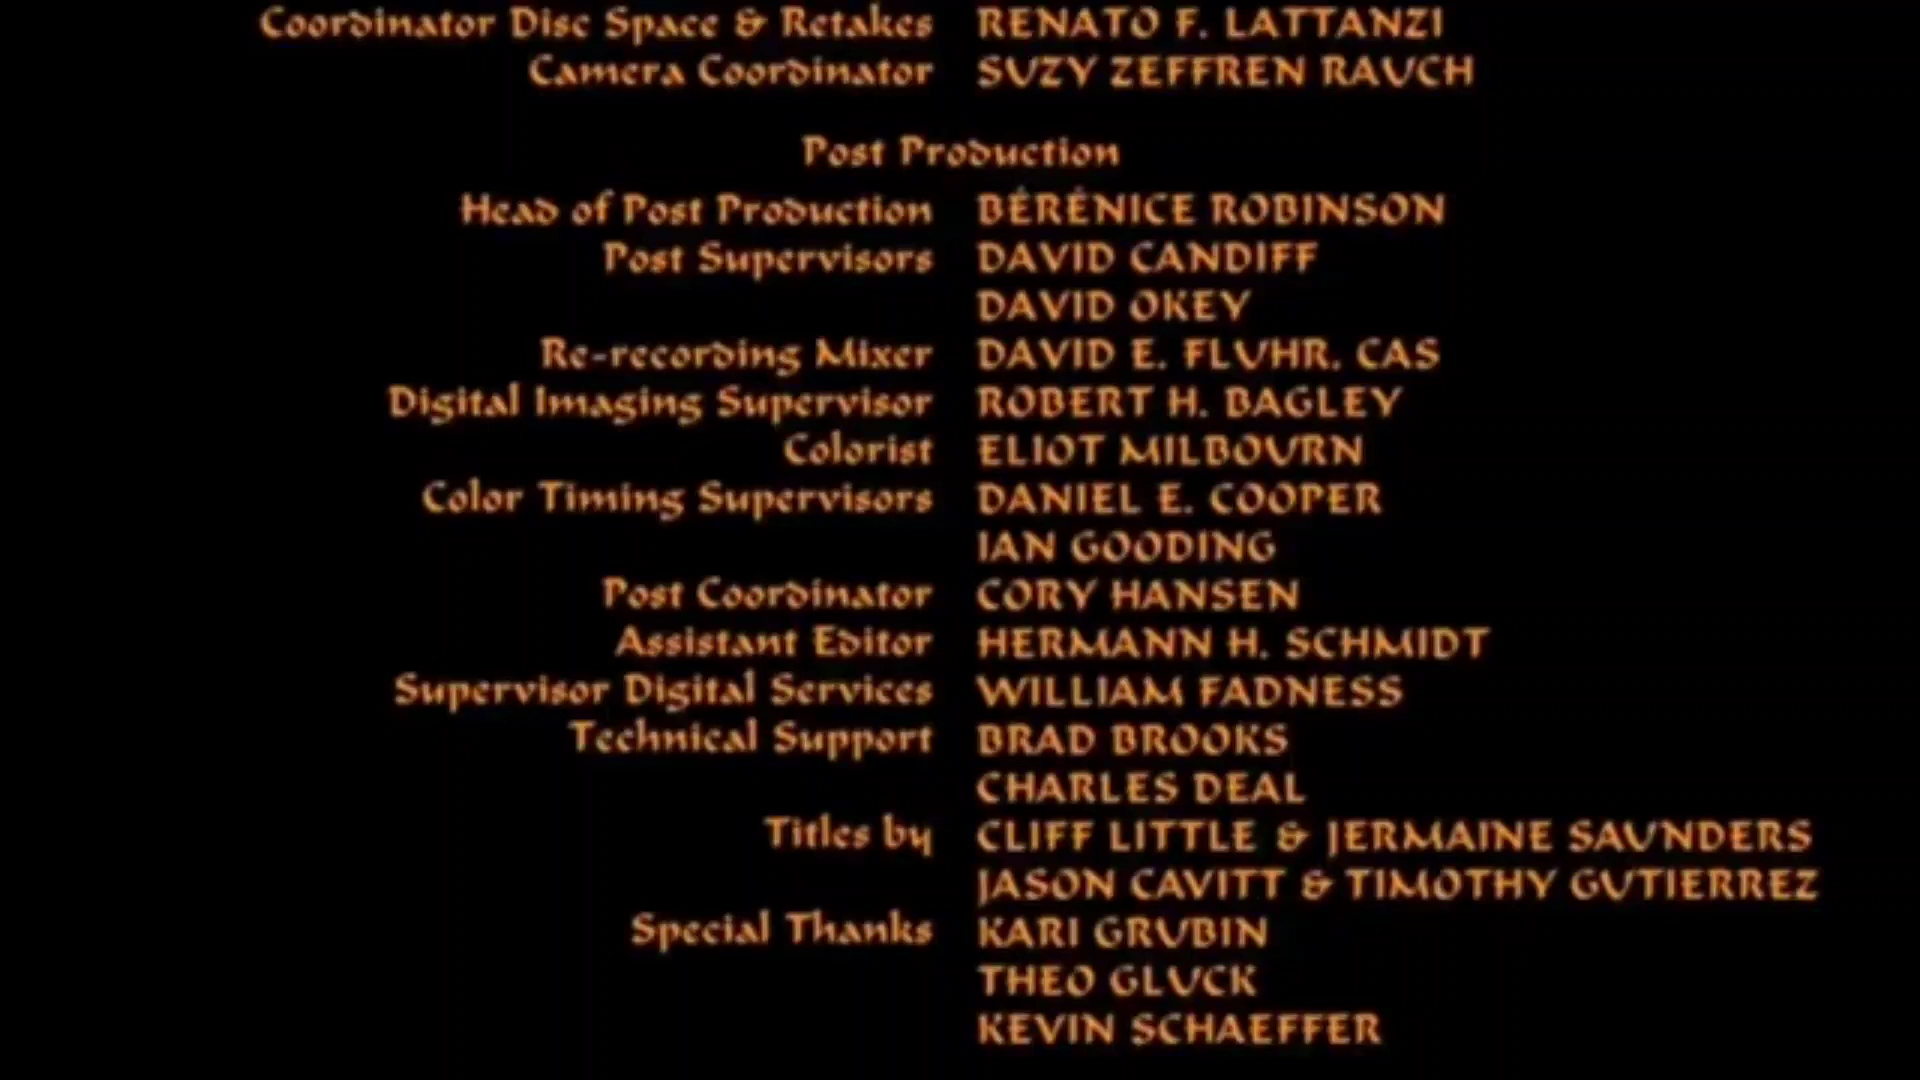 Coordinator Disc Space & Retakes RENATO F. LATTANZI
Camera Coordinator SUZY ZEFFREN RAUCH
Post Production
Head of Post Production BÉRÉNICE ROBINSON
Post Supervisors DAVID CANDIFF
DAVID OKEY
Re-recording Mixer DAVID E. FLUHR, CAS
Digital Imaging Supervisor ROBERT H. BAGLEY
Colorist ELIOT MILBOURN
Color Timing Supervisors DANIEL E. COOPER
IAN GOODING
Post Coordinator CORY HANSEN
Assistant Editor HERMANN H. SCHMIDT
Supervisor Digital Services WILLIAM FADNESS
Technical Support BRAD BROOKS
CHARLES DEAL
Titles by CLIFF LITTLE & JERMAINE SAUNDERS
JASON CAVITT & TIMOTHY GUTIERREZ
Special Thanks KARI GRUBIN
THEO GLUCK
KEVIN SCHAEFFER